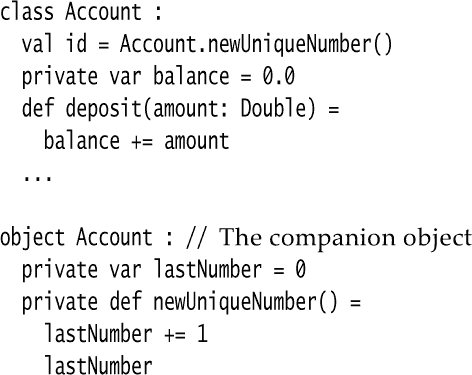 class Account :
  val id = Account.newUniqueNumber()
  private var balance = 0.0
  def deposit(amount: Double) =
    balance += amount
  ...

object Account : // The companion object
  private var lastNumber = 0
  private def newUniqueNumber() =
    lastNumber += 1
    lastNumber